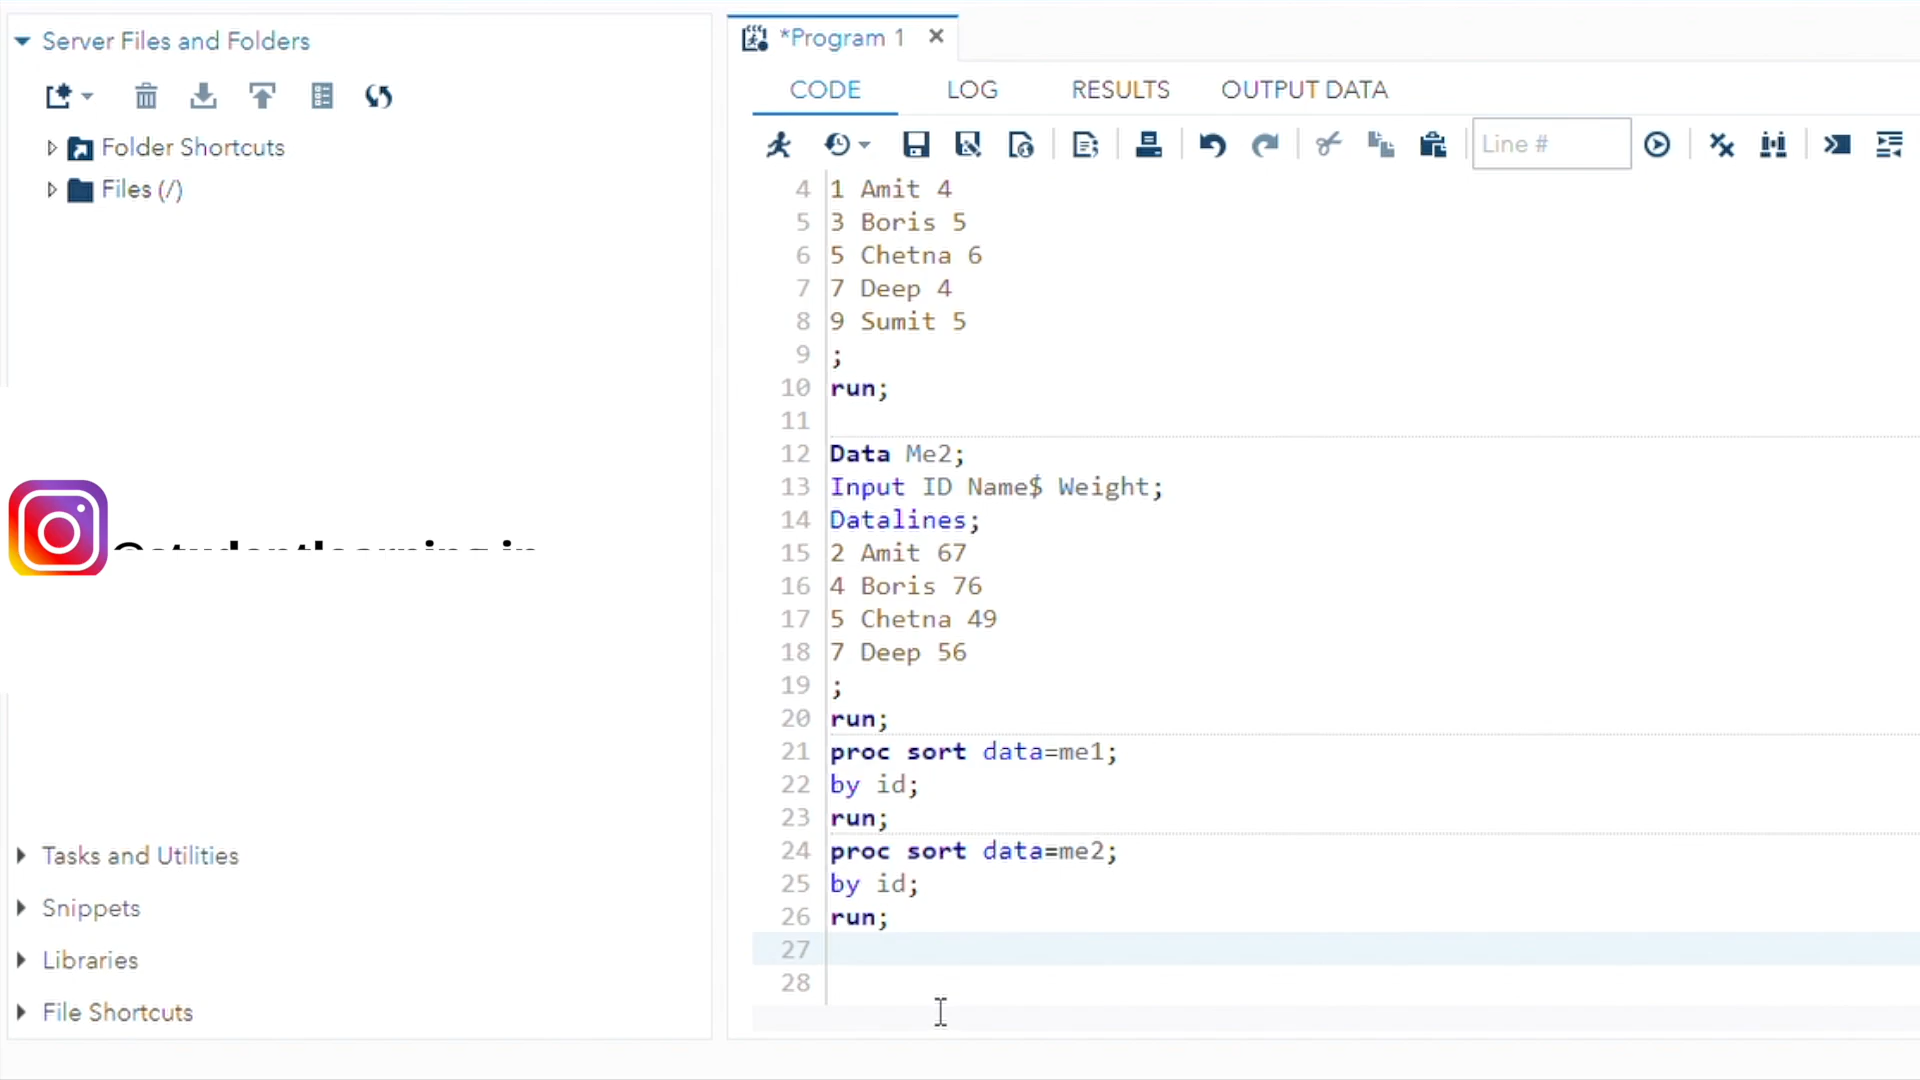 Server Files and Folders
Folder Shortcuts
Files (/)
Tasks and Utilities
Snippets
Libraries
File Shortcuts
*Program 1
CODE LOG RESULTS OUTPUT DATA
Line #
4 1 Amit 4
5 3 Boris 5
6 5 Chetna 6
7 7 Deep 4
8 9 Sumit 5
9 ;
10 run;
11
12 Data Me2;
13 Input ID Name$ Weight;
14 Datalines;
15 2 Amit 67
16 4 Boris 76
17 5 Chetna 49
18 7 Deep 56
19 ;
20 run;
21 proc sort data=me1;
22 by id;
23 run;
24 proc sort data=me2;
25 by id;
26 run;
27
28